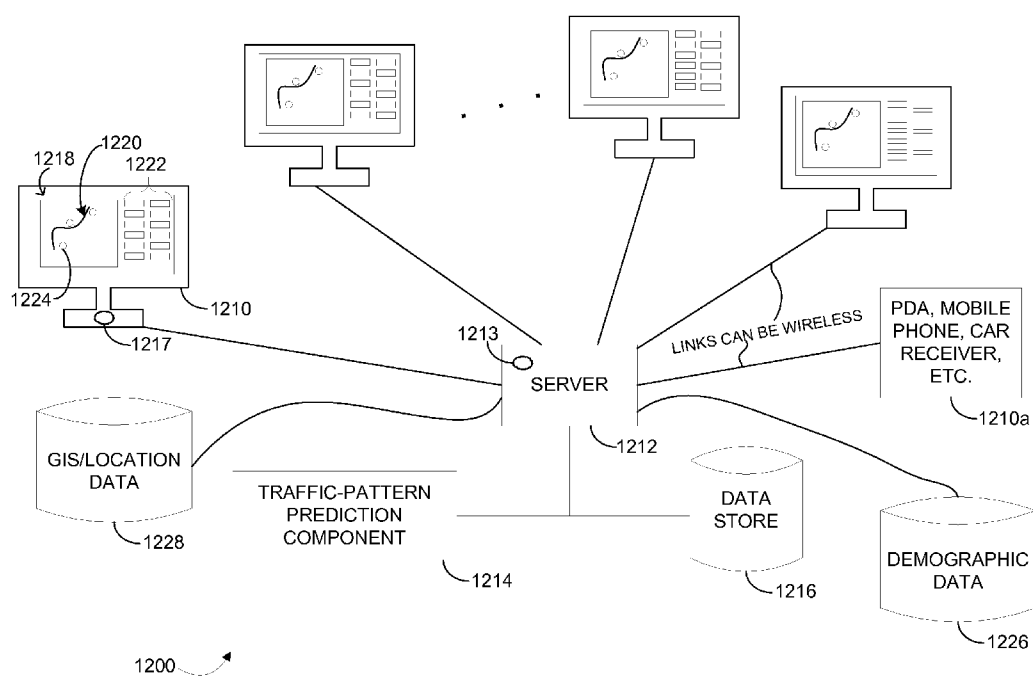 1218
1220
1222
1224
1210
1217
1213
SERVER
1212
LINKS CAN BE WIRELESS
PDA, MOBILE
PHONE, CAR
RECEIVER,
ETC.
1210a
GIS/LOCATION
DATA
1228
TRAFFIC-PATTERN
PREDICTION
COMPONENT
1214
DATA
STORE
1216
DEMOGRAPHIC
DATA
1226
1200